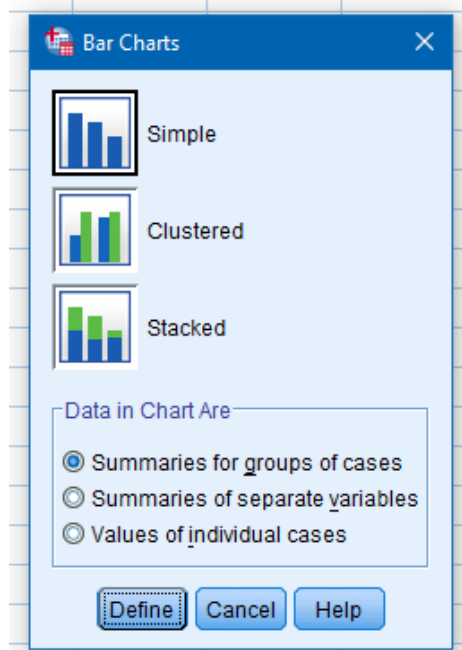 Bar Charts
Simple
Clustered
Stacked
Data in Chart Are
Summaries for groups of cases
Summaries of separate variables
Values of individual cases
Define Cancel Help